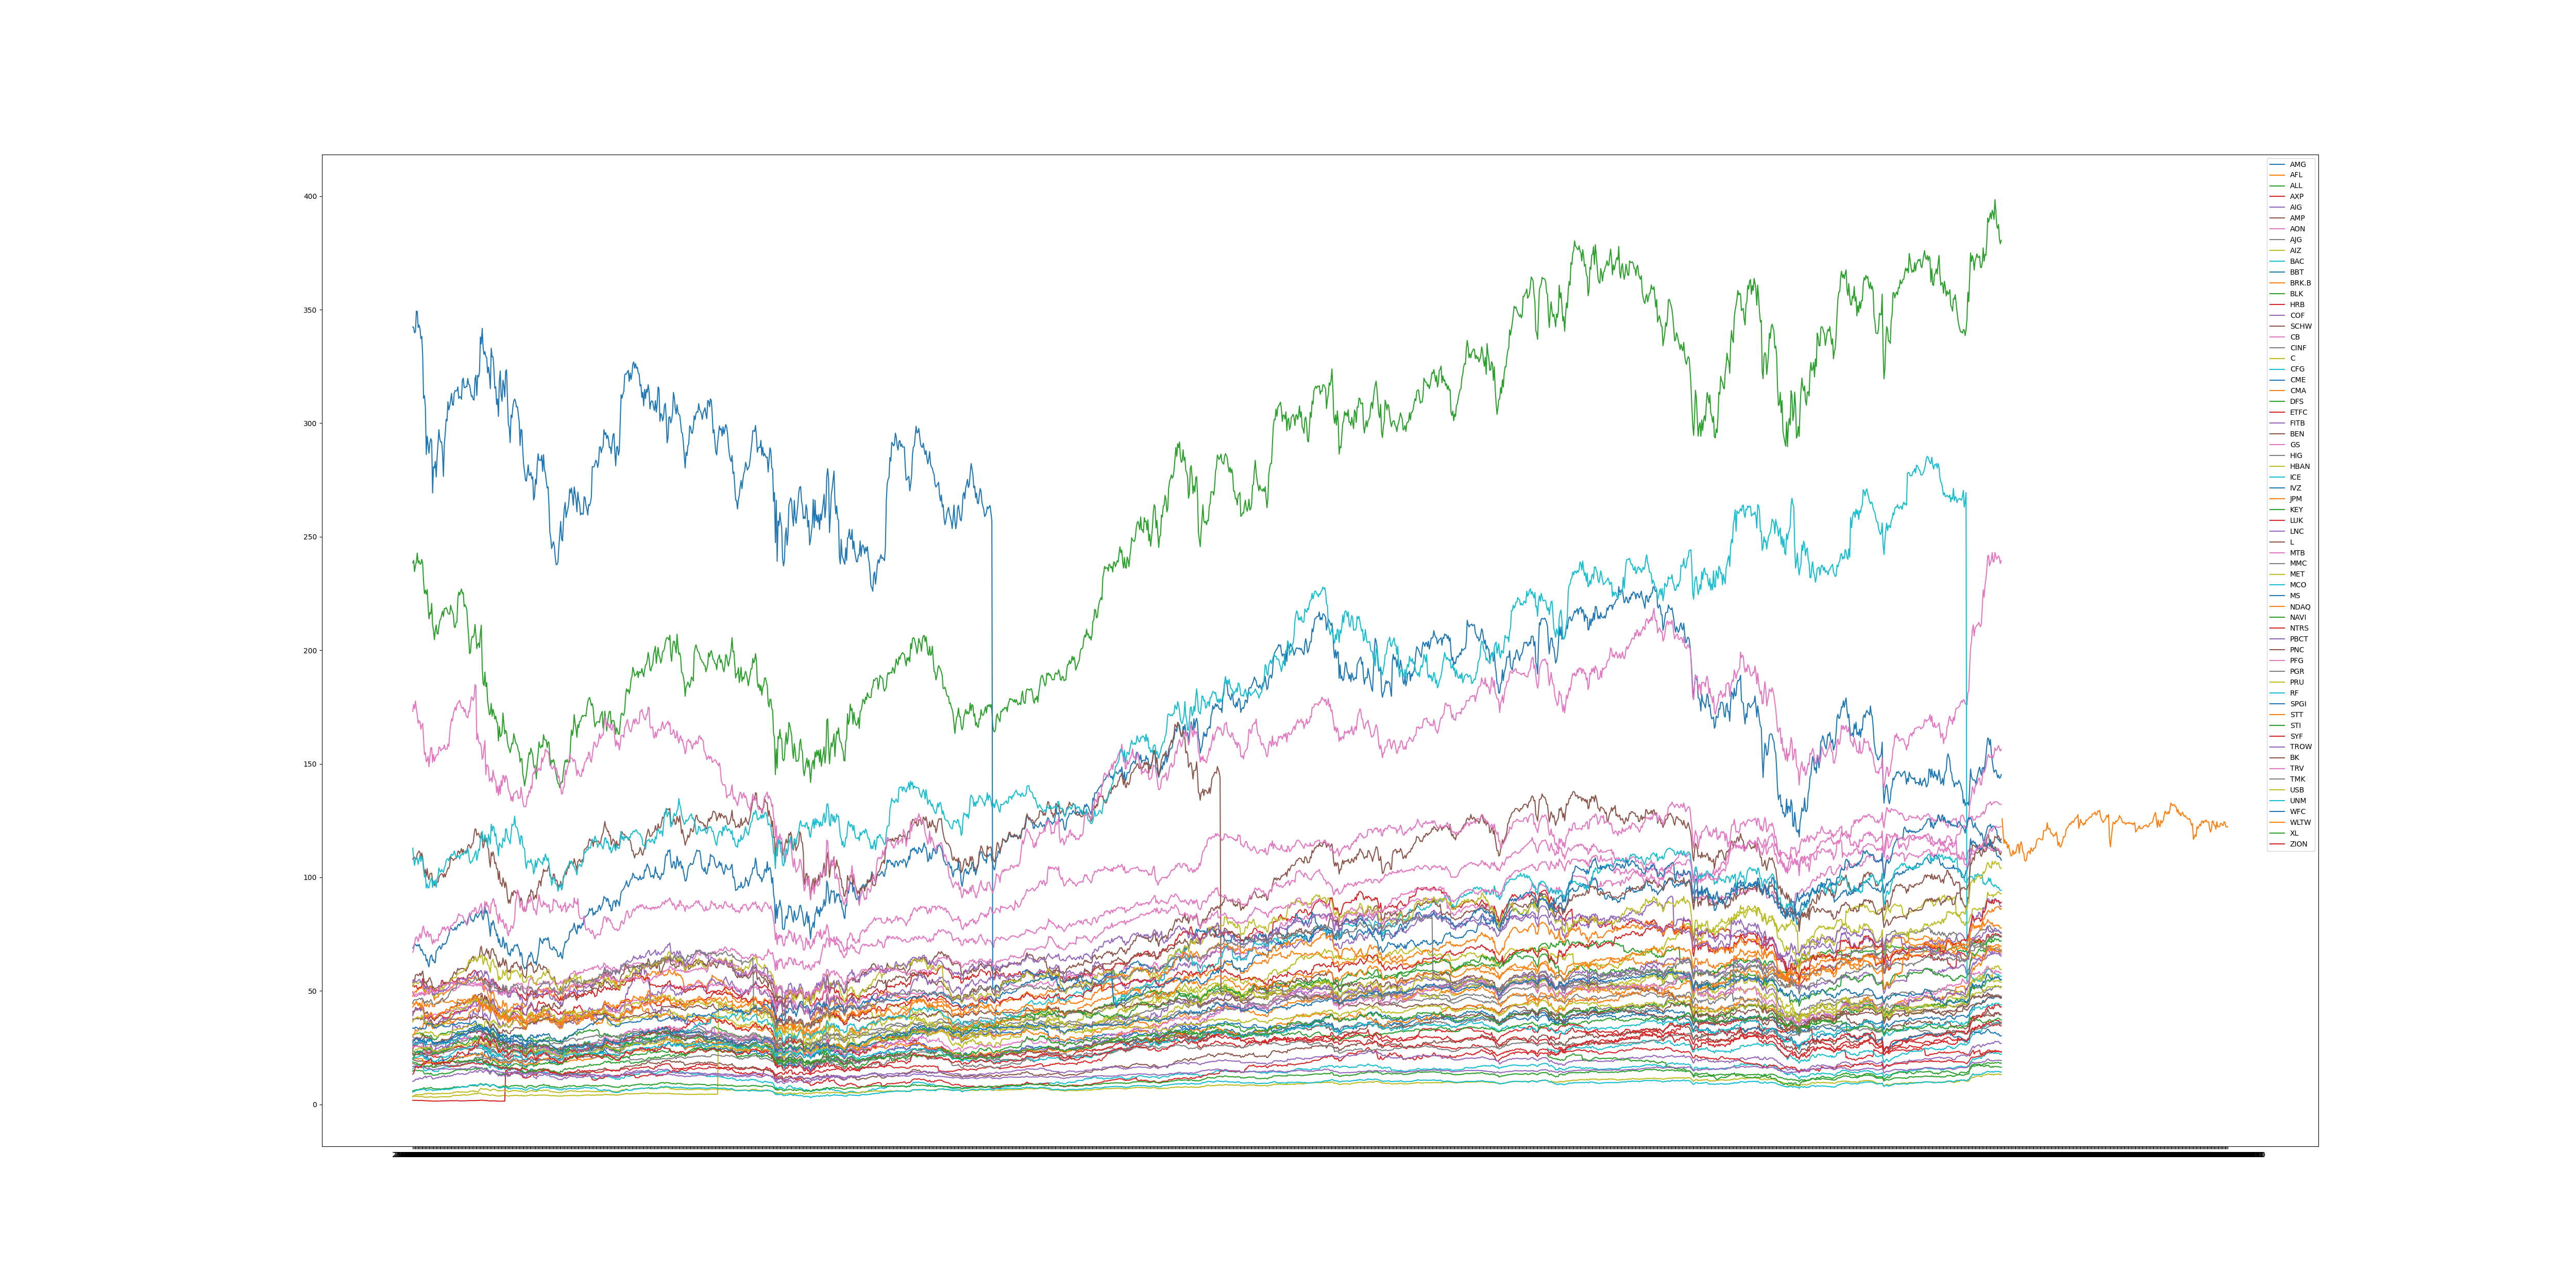 400
350
300
250
200
150
100
50
0
AMG
AFL
ALL
AXP
AIG
AMP
AON
AJG
AIZ
BAC
BBT
BRK.B
BLK
HRB
COF
SCHW
CB
CINF
C
CFG
CME
CMA
DFS
ETFC
FITB
BEN
GS
HIG
HBAN
ICE
IVZ
JPM
KEY
LUK
LNC
L
MTB
MMC
MET
MCO
MS
NDAQ
NAVI
NTRS
PBCT
PNC
PFG
PGR
PRU
RF
SPGI
STT
STI
SYF
TROW
BK
TRV
TMK
USB
UNM
WFC
WLTW
XL
ZION